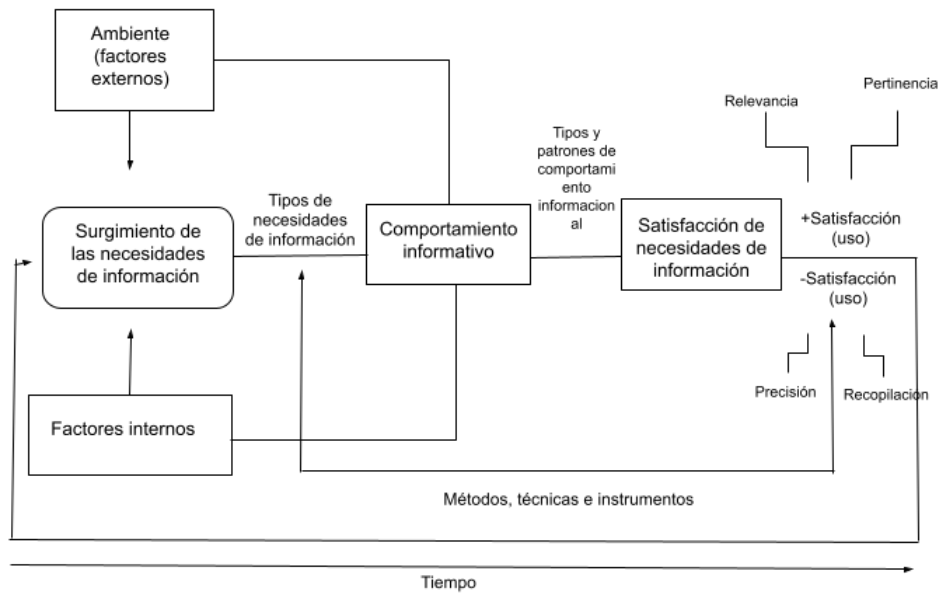 Ambiente
(factores
externos)
Pertinencia
Relevancia
Tipos y
patrones de
comportami
ento
informacion
al
Tipos de
necesidades
de información
Surgimiento de
las necesidades
de información
Comportamiento
informativo
Satisfacción de
necesidades de
información
+Satisfacción
(uso)
-Satisfacción
(uso)
Precisión
Recopilación
Factores internos
Métodos, técnicas e instrumentos
Tiempo